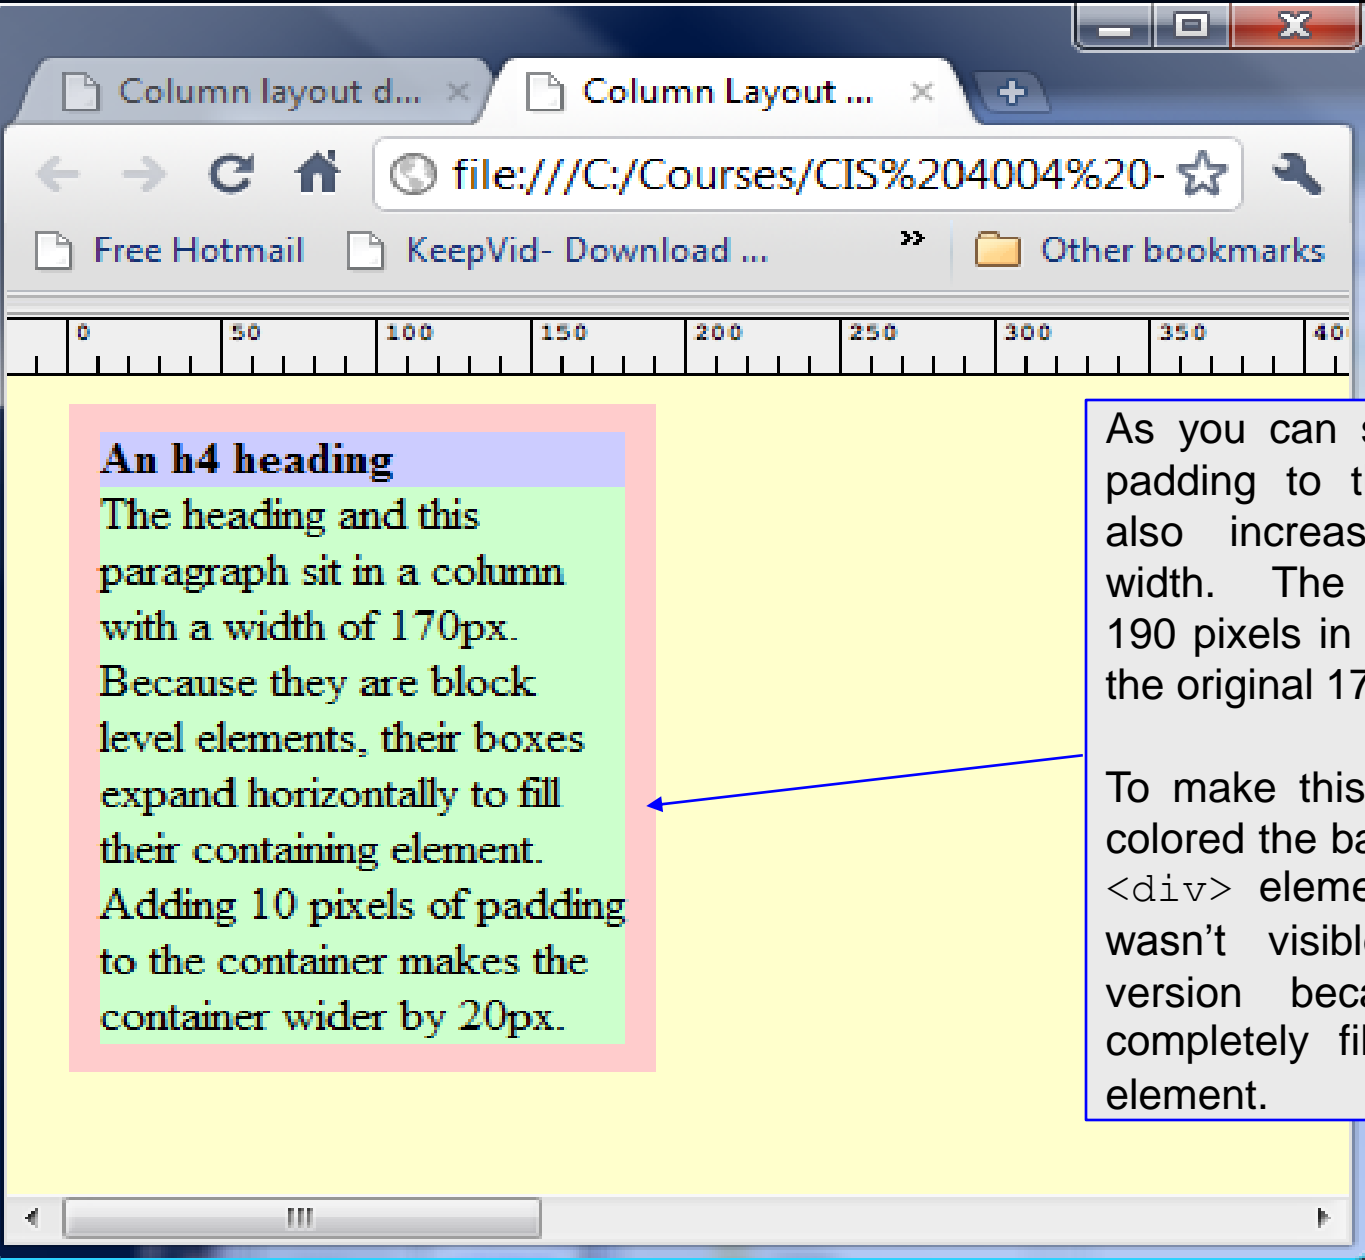 Column layout d...
Column Layout ...
file:///C:/Courses/CIS%204004%20-
Free Hotmail
KeepVid- Download ...
Other bookmarks
0 50 100 150 200 250 300 350 40
An h4 heading
The heading and this
paragraph sit in a column
with a width of 170px.
Because they are block
level elements, their boxes
expand horizontally to fill
their containing element.
Adding 10 pixels of padding
to the container makes the
container wider by 20px.
As you can s
padding to t
also increas
width. The
190 pixels in
the original 17
To make this
colored the ba
<div> eleme
wasn't visibl
version beca
completely fil
element.